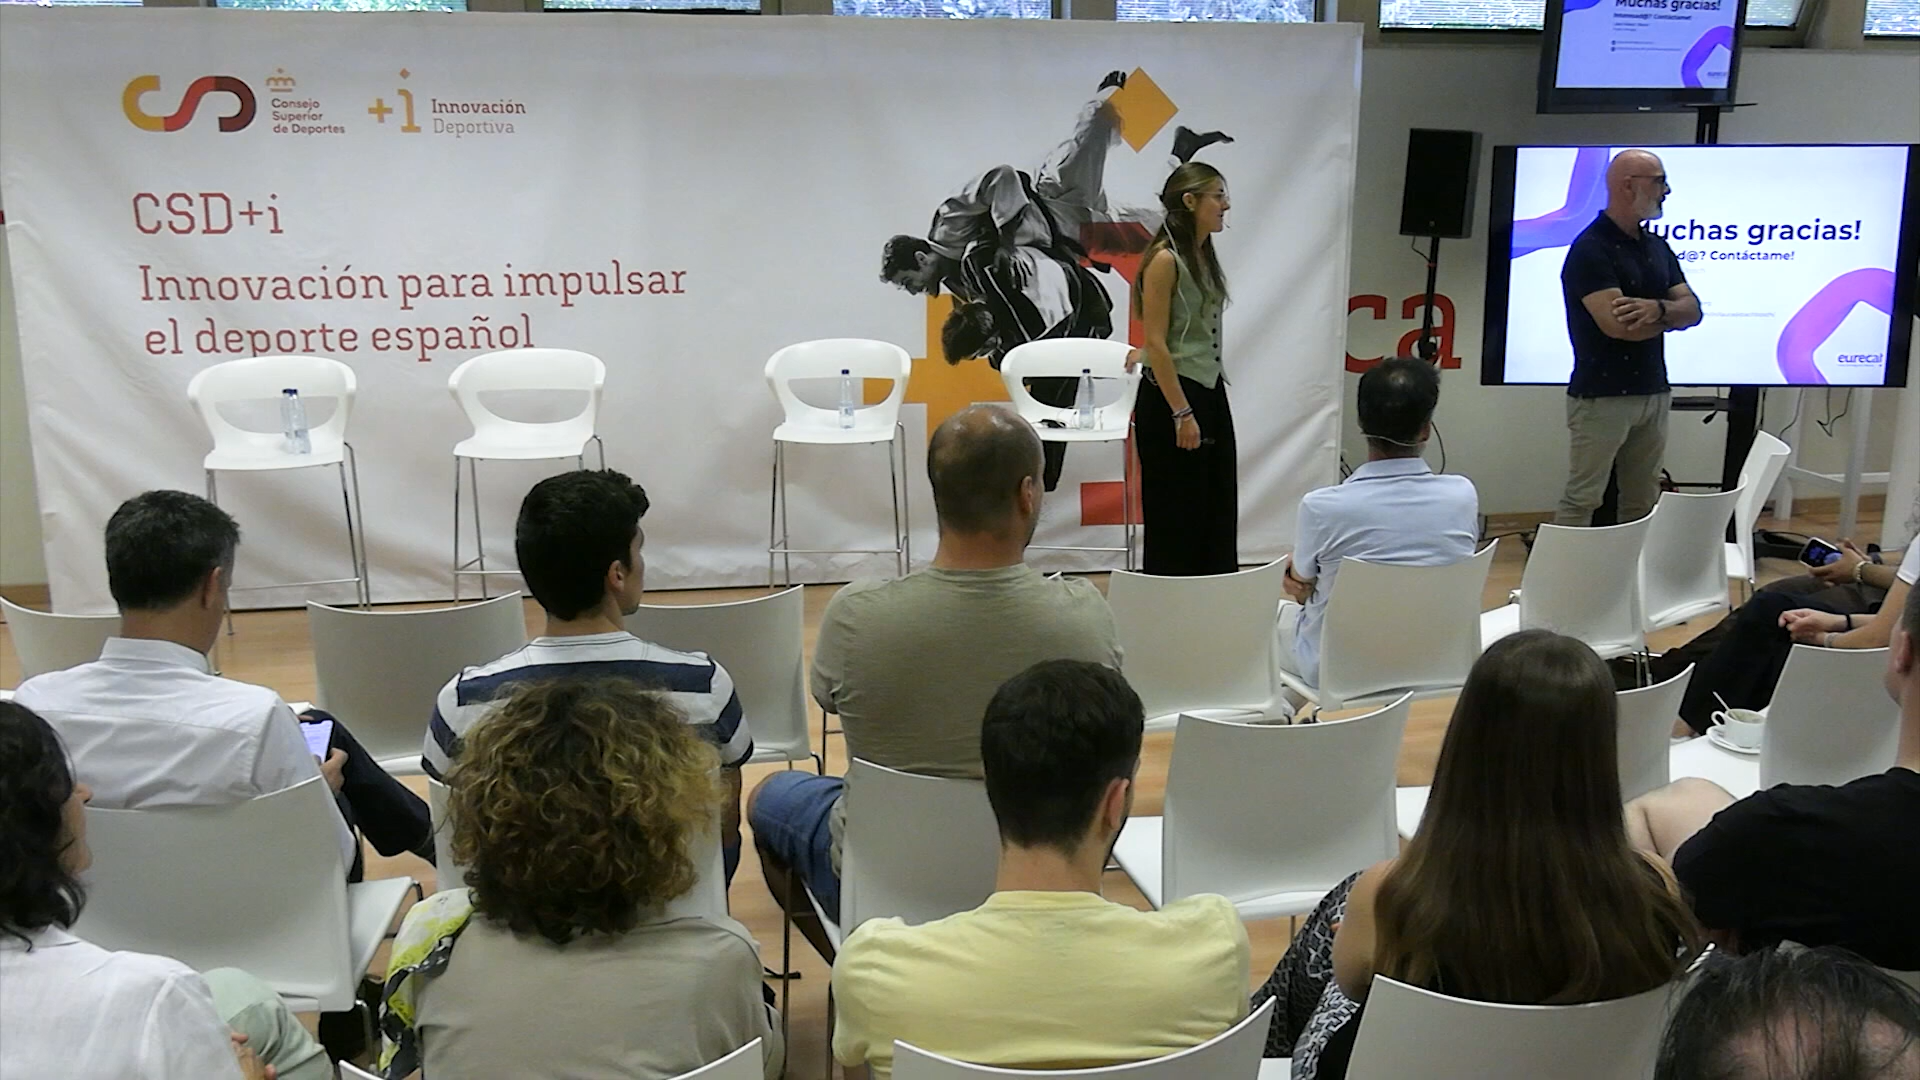 Consejo
Superior
de Deportes
+i
Innovación
Deportiva
CSD+i
Innovación para impulsar
el deporte español
ca
Muchas gracias!
Interesad@? Contáctame!
uchas gracias!
d@? Contáctame!
eurecat